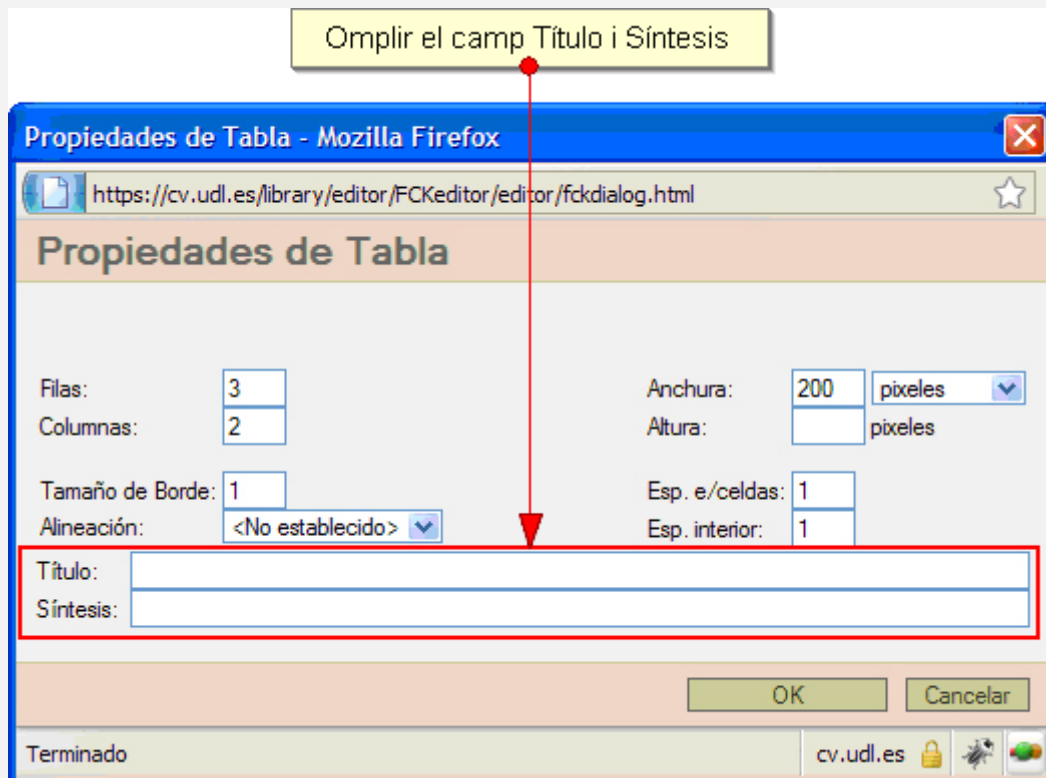 Omplir el camp Título i Síntesis
Propiedades de Tabla - Mozilla Firefox
https://cv.udl.es/library/editor/FCKeditor/editor/fckdialog.html
Propiedades de Tabla
Filas: 3 Anchura: 200 pixeles
Columnas: 2 Altura: pixeles
Tamaño de Borde: 1 Esp. e/celdas: 1
Alineación: <No establecido> Esp. interior: 1
Título:
Síntesis:
OK Cancelar
Terminado cv.udl.es